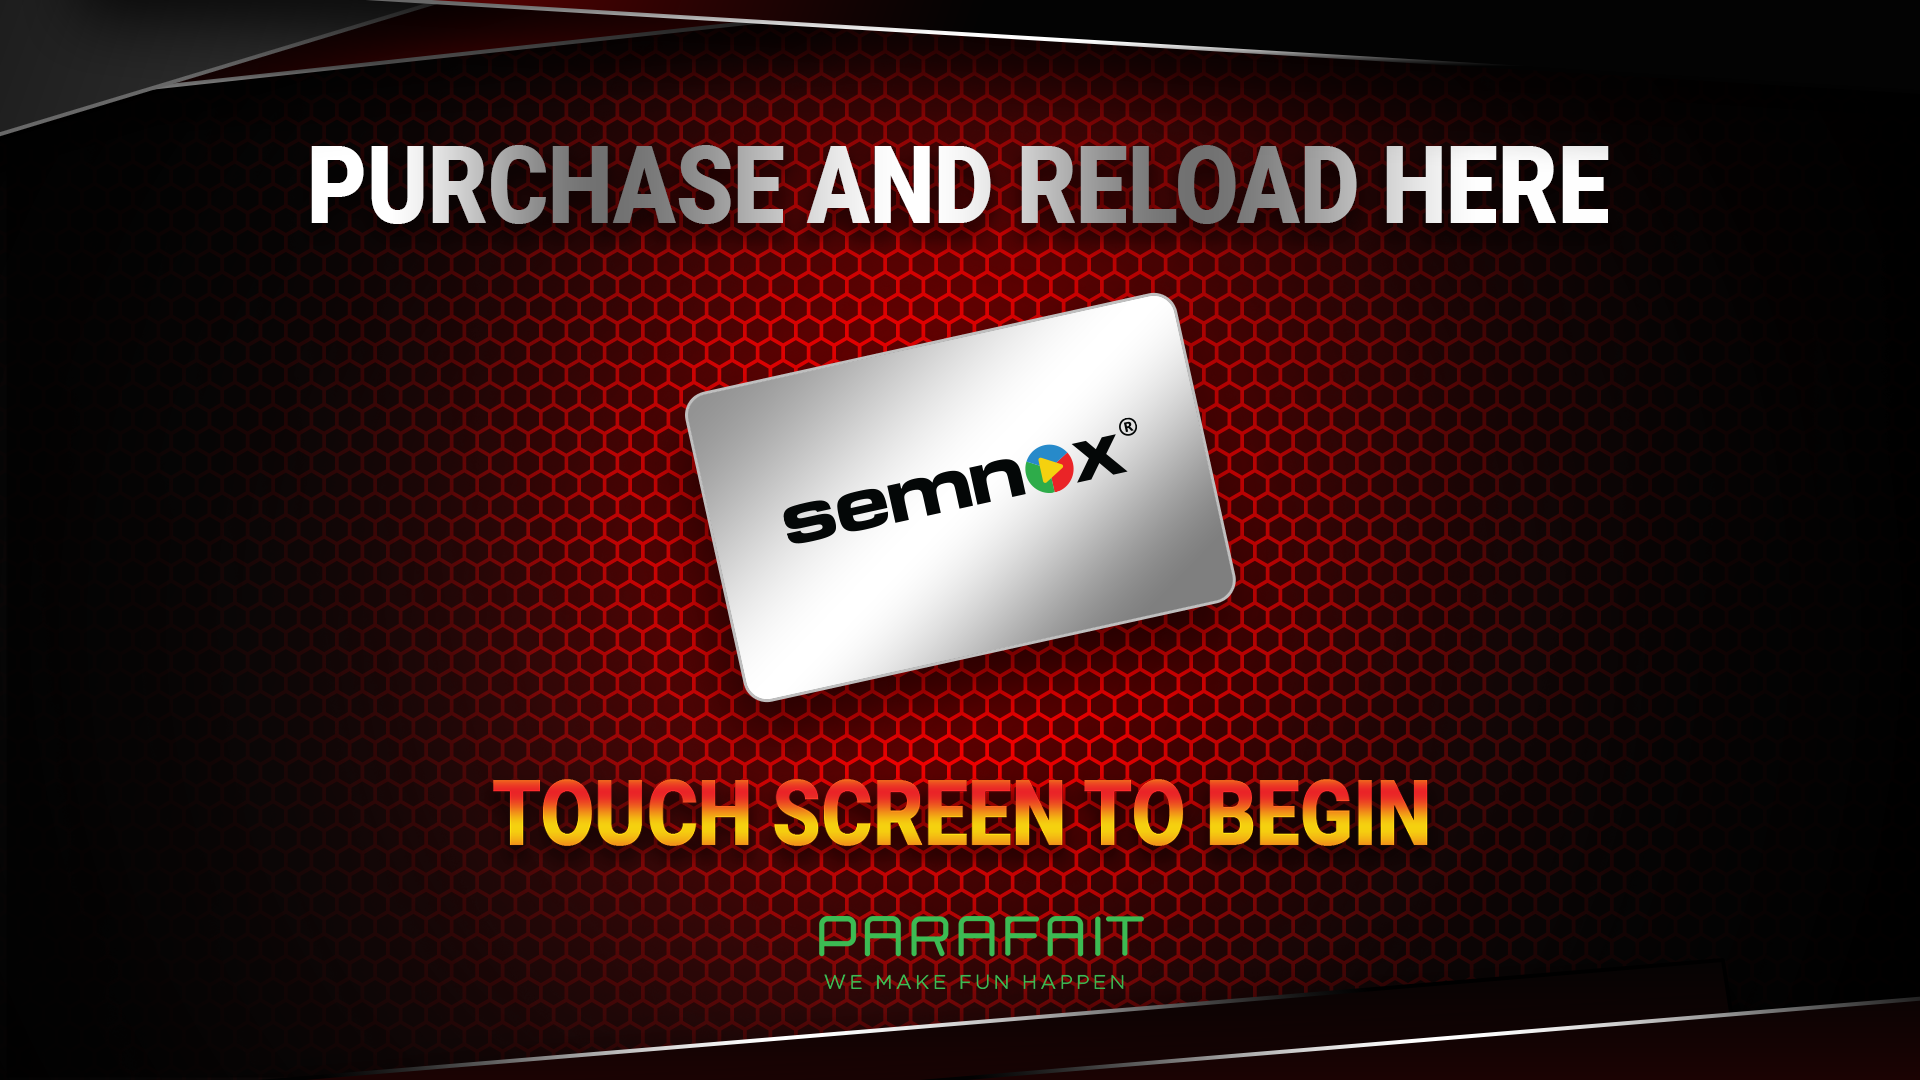 PURCHASE AND RELOAD HERE
semnox®
TOUCH SCREEN TO BEGIN
PARAFAIT
WE MAKE FUN HAPPEN